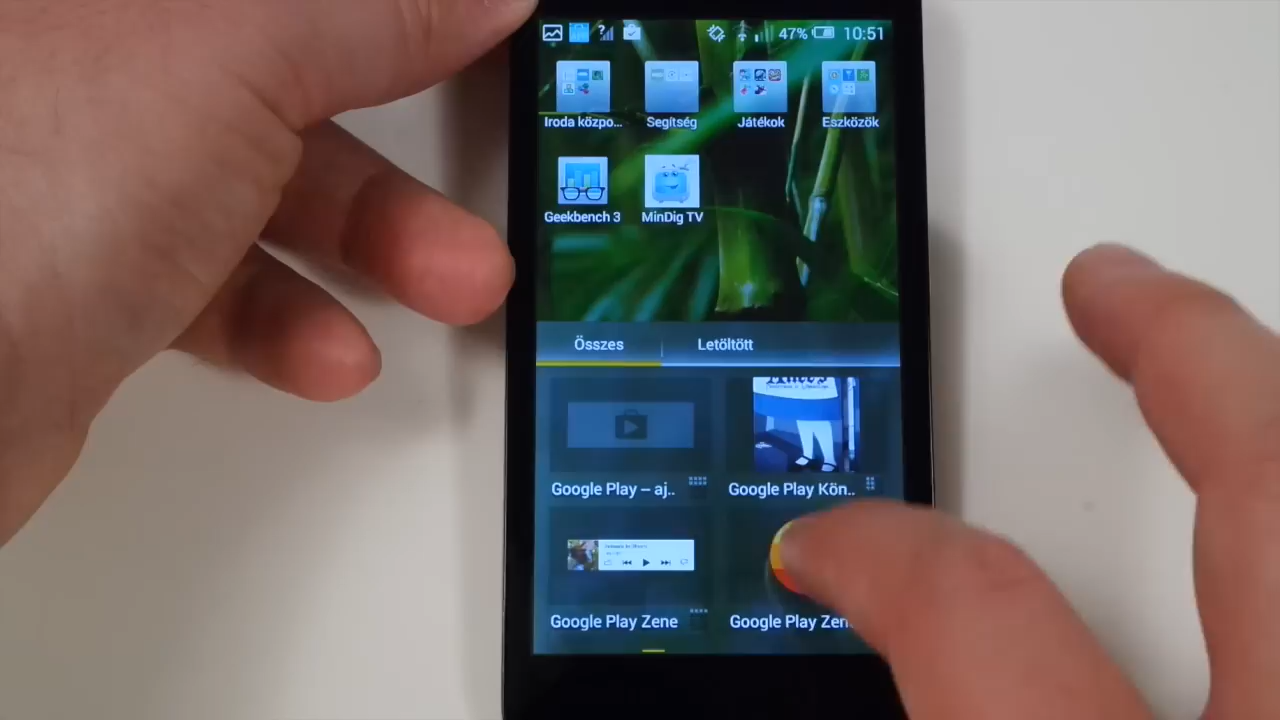 47% 10:51
Iroda közpo... Segítség Játékok Eszközök
Geekbench 3 MinDig TV
Összes Letöltött
Google Play – aj.. Google Play Kön..
Google Play Zene Google Play Zen